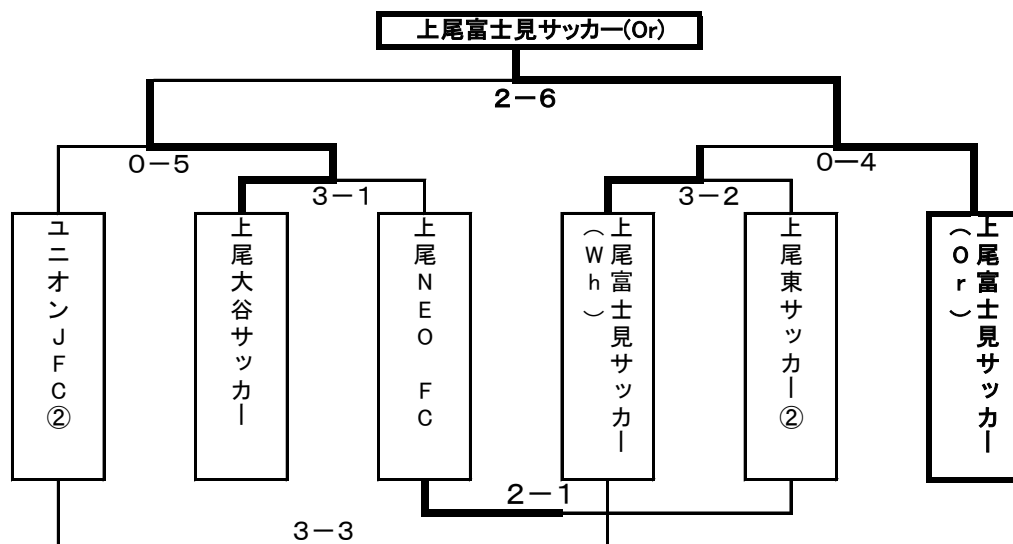 上尾富士見サッカー(Or)
2－6
0－5
0－4
3－1
3－2
ユニオンJFC②
上尾大谷サッカー
上尾NEO FC
上尾富士見サッカー
（Wh）
上尾東サッカー②
上尾富士見サッカー
（Or）
2－1
3－3